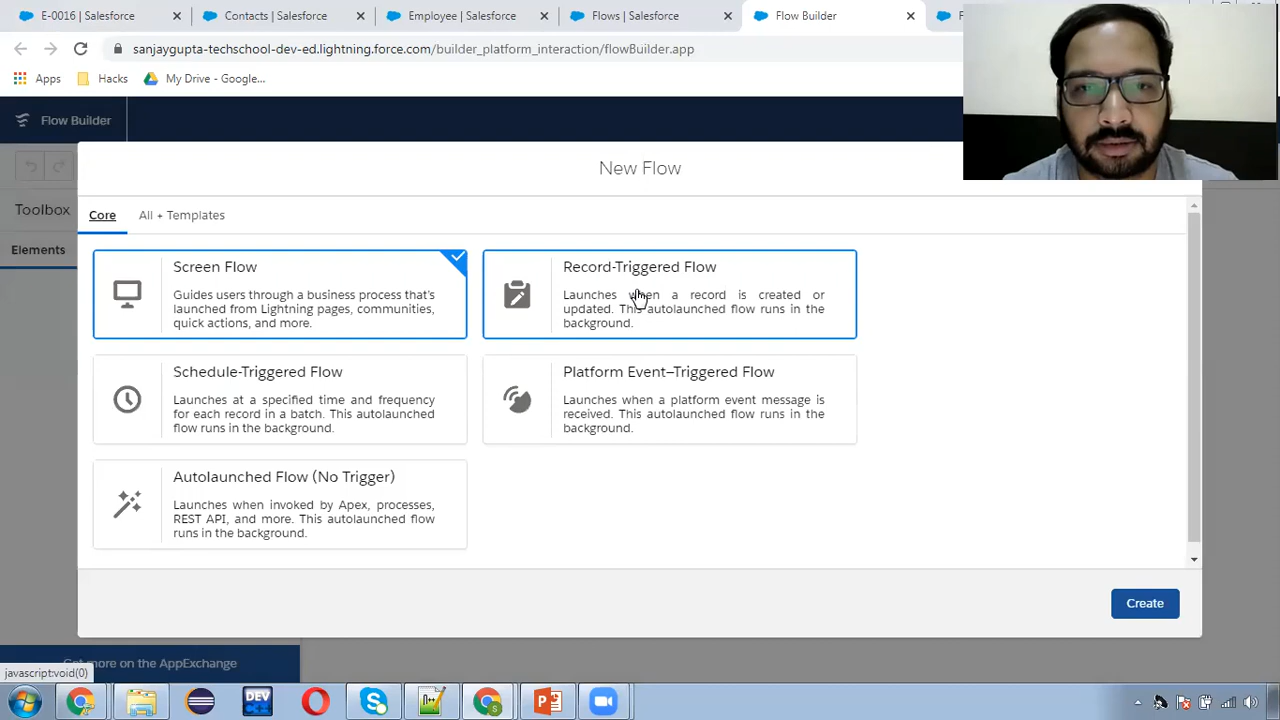 E-0016 | Salesforce
Contacts | Salesforce
Employee | Salesforce
Flows | Salesforce
Flow Builder
F
sanjaygupta-techschool-dev-ed.lightning.force.com/builder_platform_interaction/flowBuilder.app
Apps
Hacks
My Drive - Google...
Flow Builder
New Flow
Toolbox
Elements
Core
All + Templates
Screen Flow
Guides users through a business process that's
launched from Lightning pages, communities,
quick actions, and more.
Record-Triggered Flow
Launches when a record is created or
updated. This autolaunched flow runs in the
background.
Schedule-Triggered Flow
Launches at a specified time and frequency
for each record in a batch. This autolaunched
flow runs in the background.
Platform Event–Triggered Flow
Launches when a platform event message is
received. This autolaunched flow runs in the
background.
Autolaunched Flow (No Trigger)
Launches when invoked by Apex, processes,
REST API, and more. This autolaunched flow
runs in the background.
Create
Get more on the AppExchange
javascript:void(0)
DEV
C++